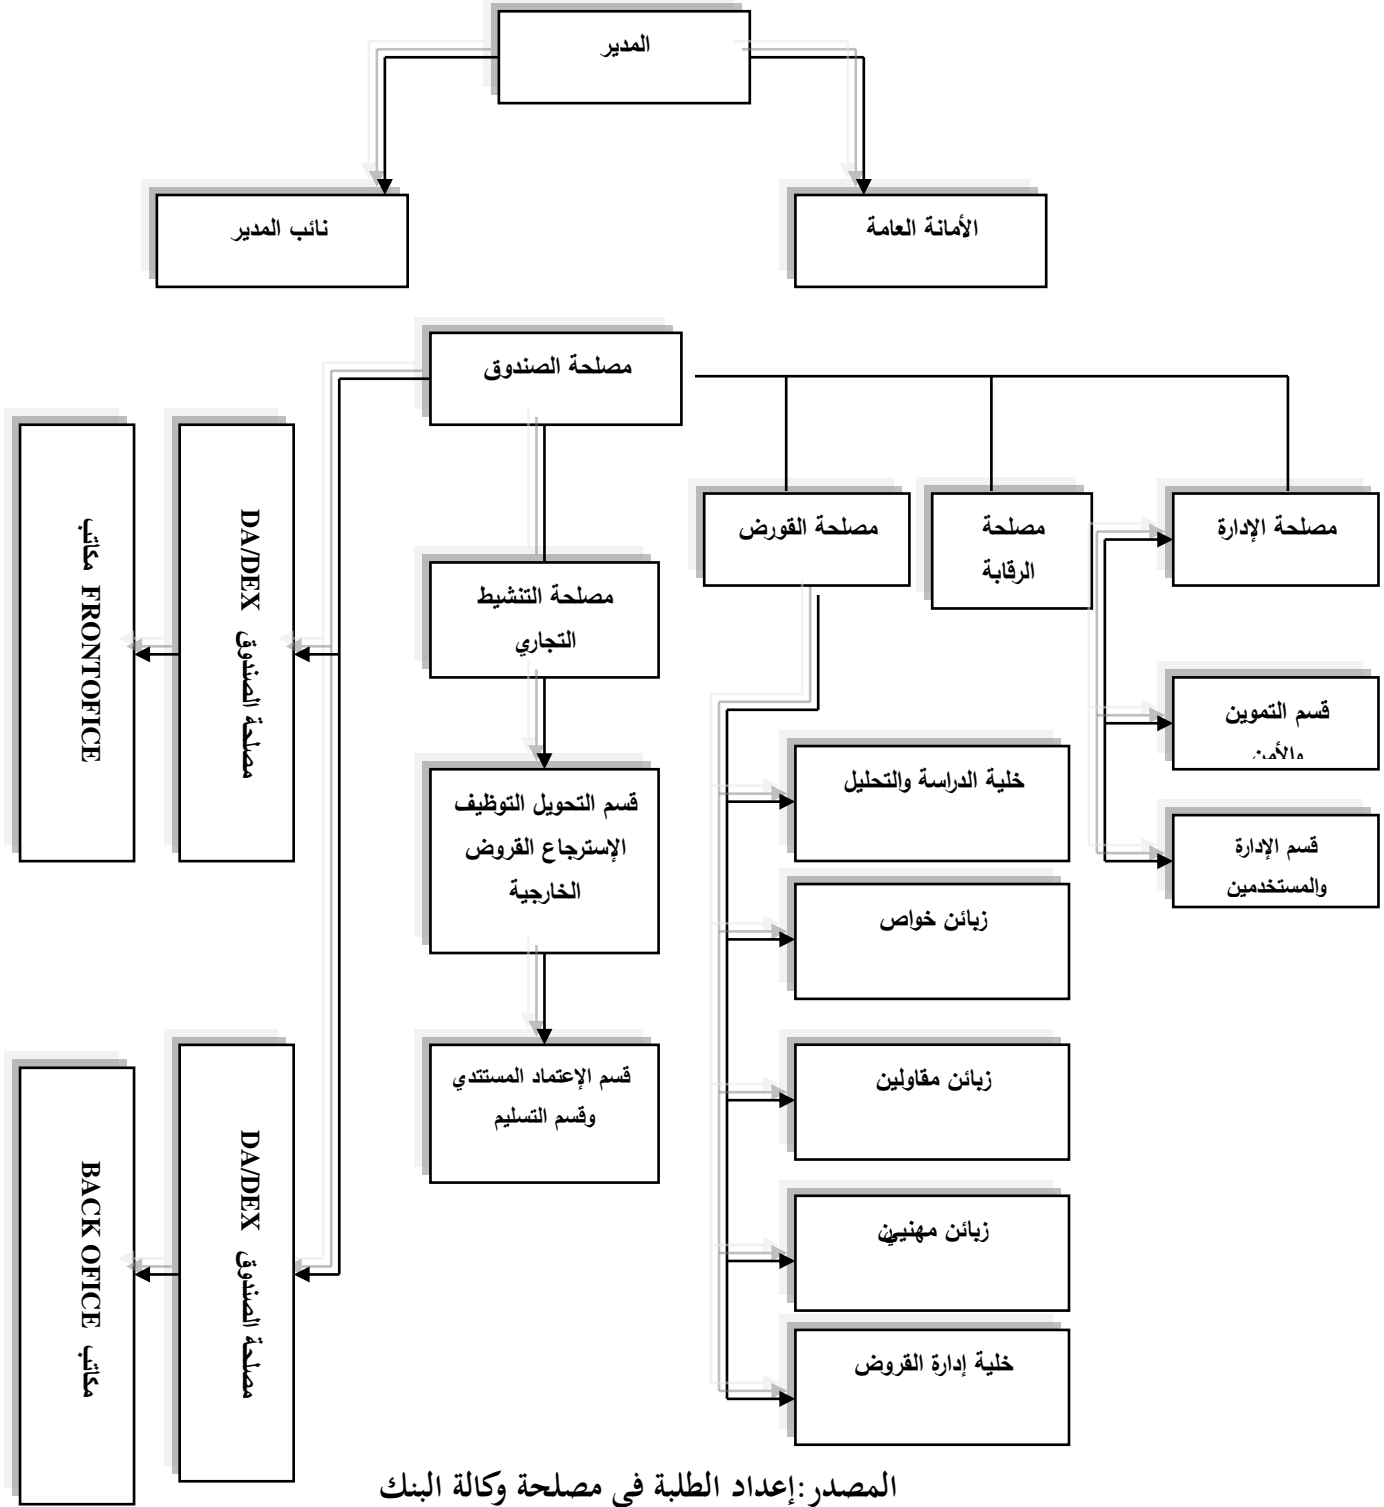 المدير
الأمانة العامة
نائب المدير
مصلحة الصندوق
مصلحة الإدارة
مصلحة
الرقابة
مصلحة القورض
مصلحة التنشيط
التجاري
DA/DEX مصلحة الصندوق
مكاتب FRONTOFICE
قسم التموين
والأمن
قسم الإدارة
والمستخدمين
خلية الدراسة والتحليل
قسم التحويل التوظيف
الإسترجاع القروض
الخارجية
زبائن خواص
زبائن مقاولين
قسم الإعتماد المستندي
وقسم التسليم
DA/DEX مصلحة الصندوق
BACK OFICE مكاتب
زبائن مهنيين
خلية إدارة القروض
المصدر:إعداد الطلبة في مصلحة وكالة البنك